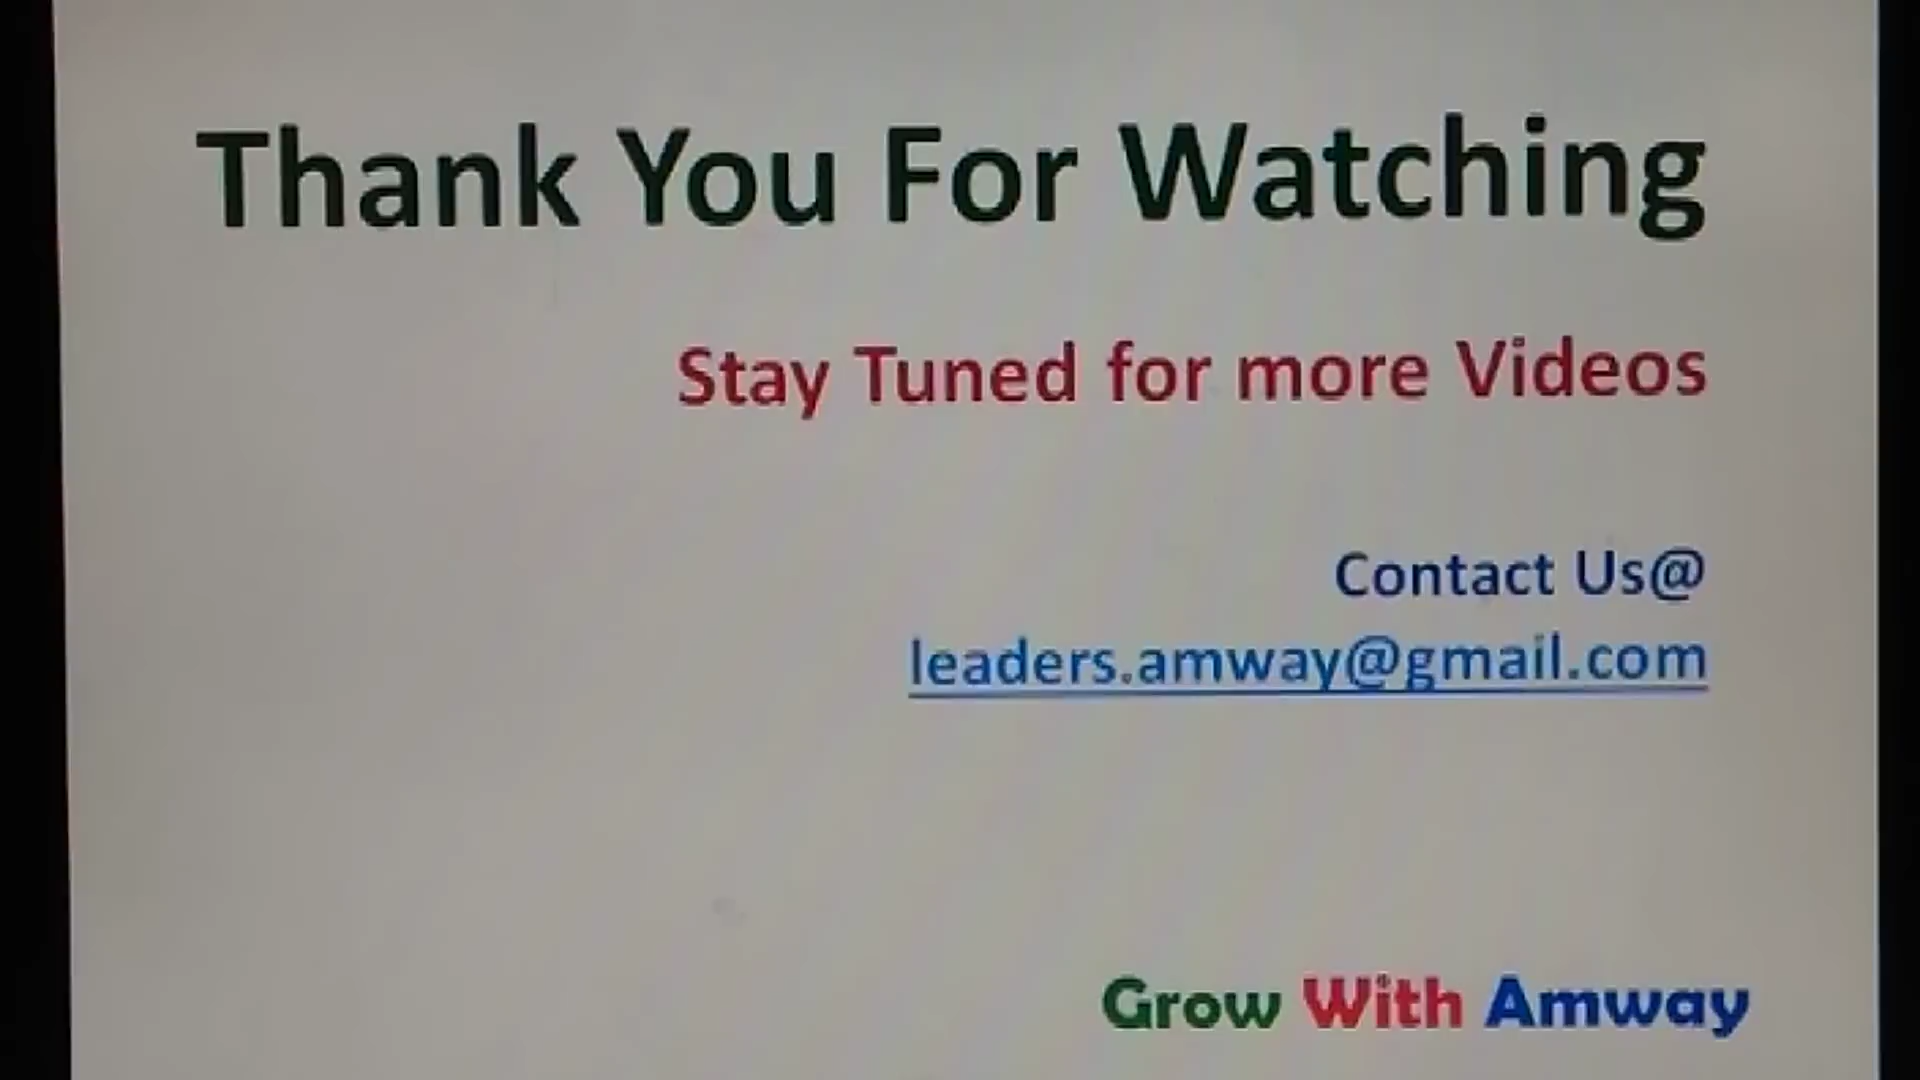 Thank You For Watching
Stay Tuned for more Videos
Contact Us@
leaders.amway@gmail.com
Grow With Amway